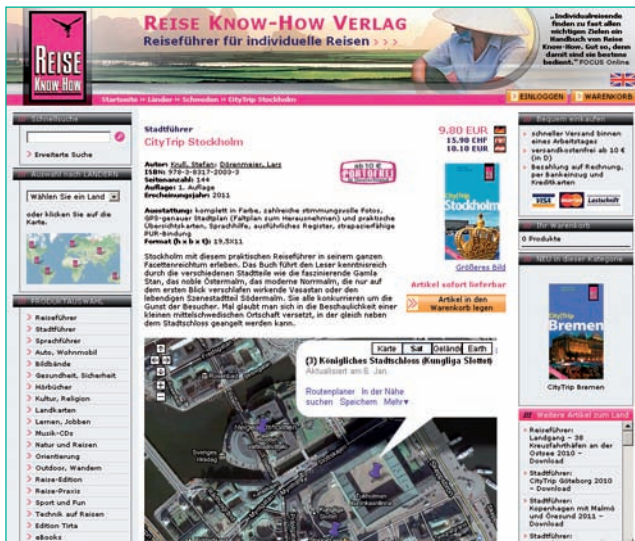 REISE KNOW-HOW VERLAG
Reiseführer für individuelle Reisen > > >
„Individualreisende
finden zu fast allen
wichtigen Zielen ein
Handbuch von Reise
Know-How. Gut so, denn
damit sind sie bestens
bedient." FOCUS Online
REISE
KNOW-HOW
Startseite » Länder » Schweden » CityTrip Stockholm
EINLOGGEN
WARENKORB
Schnellsuche
Erweiterte Suche
Auswahl nach LÄNDERN
Wählen Sie ein Land
oder klicken Sie auf die
Karte.
PRODUKTAUSWAHL
Reiseführer
Stadtführer
Sprachführer
Auto, Wohnmobil
Bildbände
Gesundheit, Sicherheit
Hörbücher
Kultur, Religion
Landkarten
Lernen, Jobben
Musik-CDs
Natur und Reisen
Orientierung
Outdoor, Wandern
Reise-Edition
Reise-Praxis
Sport und Fun
Technik auf Reisen
Edition Tirta
eBooks
Stadtführer
CityTrip Stockholm
9.80 EUR
15.90 CHF
10.10 EUR
Autor: Krull, Stefan; Dörenmeier, Lars
ISBN: 978-3-8317-2003-3
Seitenanzahl: 144
Auflage: 1. Auflage
Erscheinungsjahr: 2011
ab 10 €
PORTOFREI
Ausstattung: komplett in Farbe, zahlreiche stimmungsvolle Fotos,
GPS-genauer Stadtplan (Faltplan zum Herausnehmen) und praktische
Übersichtskarten, Sprachhilfe, ausführliches Register, strapazierfähige
PUR-Bindung
Format (h x b x t): 19,5X11
CityTrip
Stockholm
Größeres Bild
Stockholm mit diesem praktischen Reiseführer in seinem ganzen
Facettenreichtum erleben. Das Buch führt den Leser kenntnisreich
durch die verschiedenen Stadtteile wie die faszinierende Gamla
Stan, das noble Östermalm, das moderne Norrmalm, die nur auf
dem ersten Blick verschlafen wirkende Vasastan oder den
lebendigen Szenestadtteil Södermalm. Sie alle konkurrieren um die
Gunst der Besucher. Mal glaubt man sich in die Beschaulichkeit einer
kleinen mittelschwedischen Ortschaft versetzt, in der gleich neben
dem Stadtschloss geangelt werden kann.
Artikel sofort lieferbar
Artikel in den
Warenkorb legen
Karte Sat Gelände Earth
(3) Königliches Stadtschloss (Kungliga Slottet)
Aktualisiert am 6. Jan.
Routenplaner In der Nähe
suchen Speichern Mehr▼
Sveriges
Riksdag
Bequem einkaufen
schneller Versand binnen
eines Arbeitstages
versandkostenfrei ab 10 €
(in D)
Bezahlung auf Rechnung,
per Bankeinzug und
Kreditkarten
VISA
MasterCard
Lastschrift
Ihr Warenkorb
0 Produkte
NEU in dieser Kategorie
CityTrip
Bremen
CityTrip Bremen
Weitere Artikel zum Land
Reiseführer:
Landgang - 38
Kreuzfahrthäfen an der
Ostsee 2010 -
Download
Stadtführer:
CityTrip Göteborg 2010
- Download
Stadtführer:
Kopenhagen mit Malmö
und Öresund 2011 -
Download
Stadtführer: